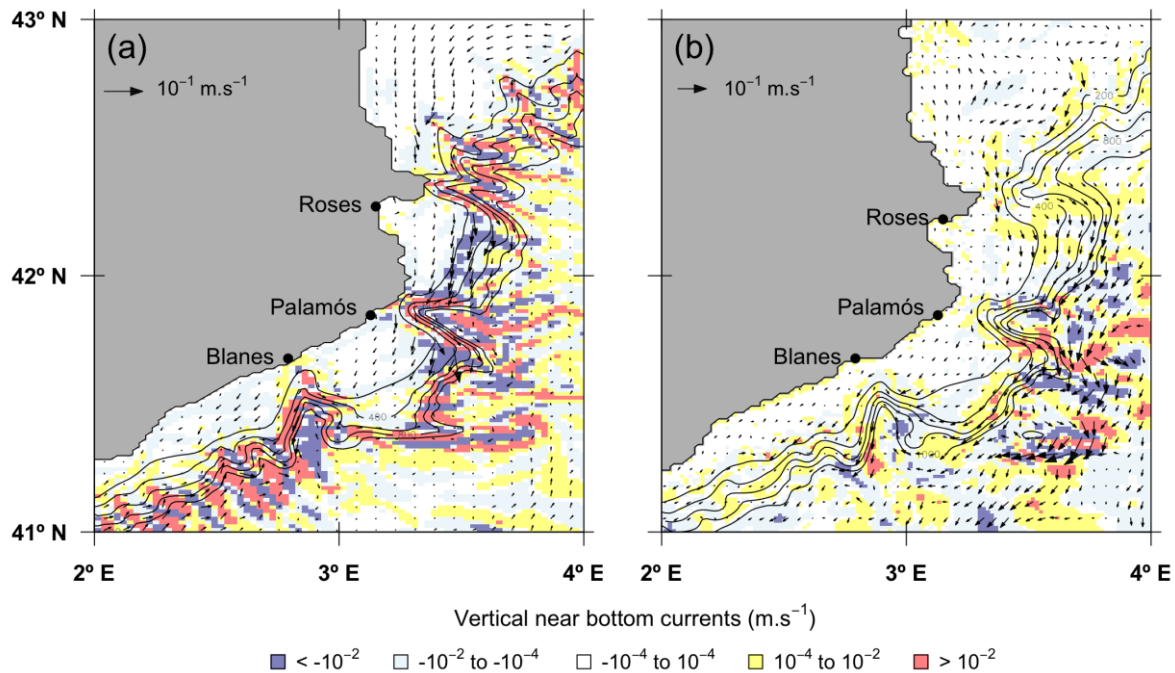 43º N
(a)
10⁻¹ m.s⁻¹
Roses
42º N
Palamós
Blanes
400
41º N
2º E
3º E
4º E
(b)
10⁻¹ m.s⁻¹
200
800
Roses
400
Palamós
Blanes
1000
2º E
3º E
4º E
Vertical near bottom currents (m.s⁻¹)
< -10⁻² -10⁻² to -10⁻⁴ -10⁻⁴ to 10⁻⁴ 10⁻⁴ to 10⁻² > 10⁻²